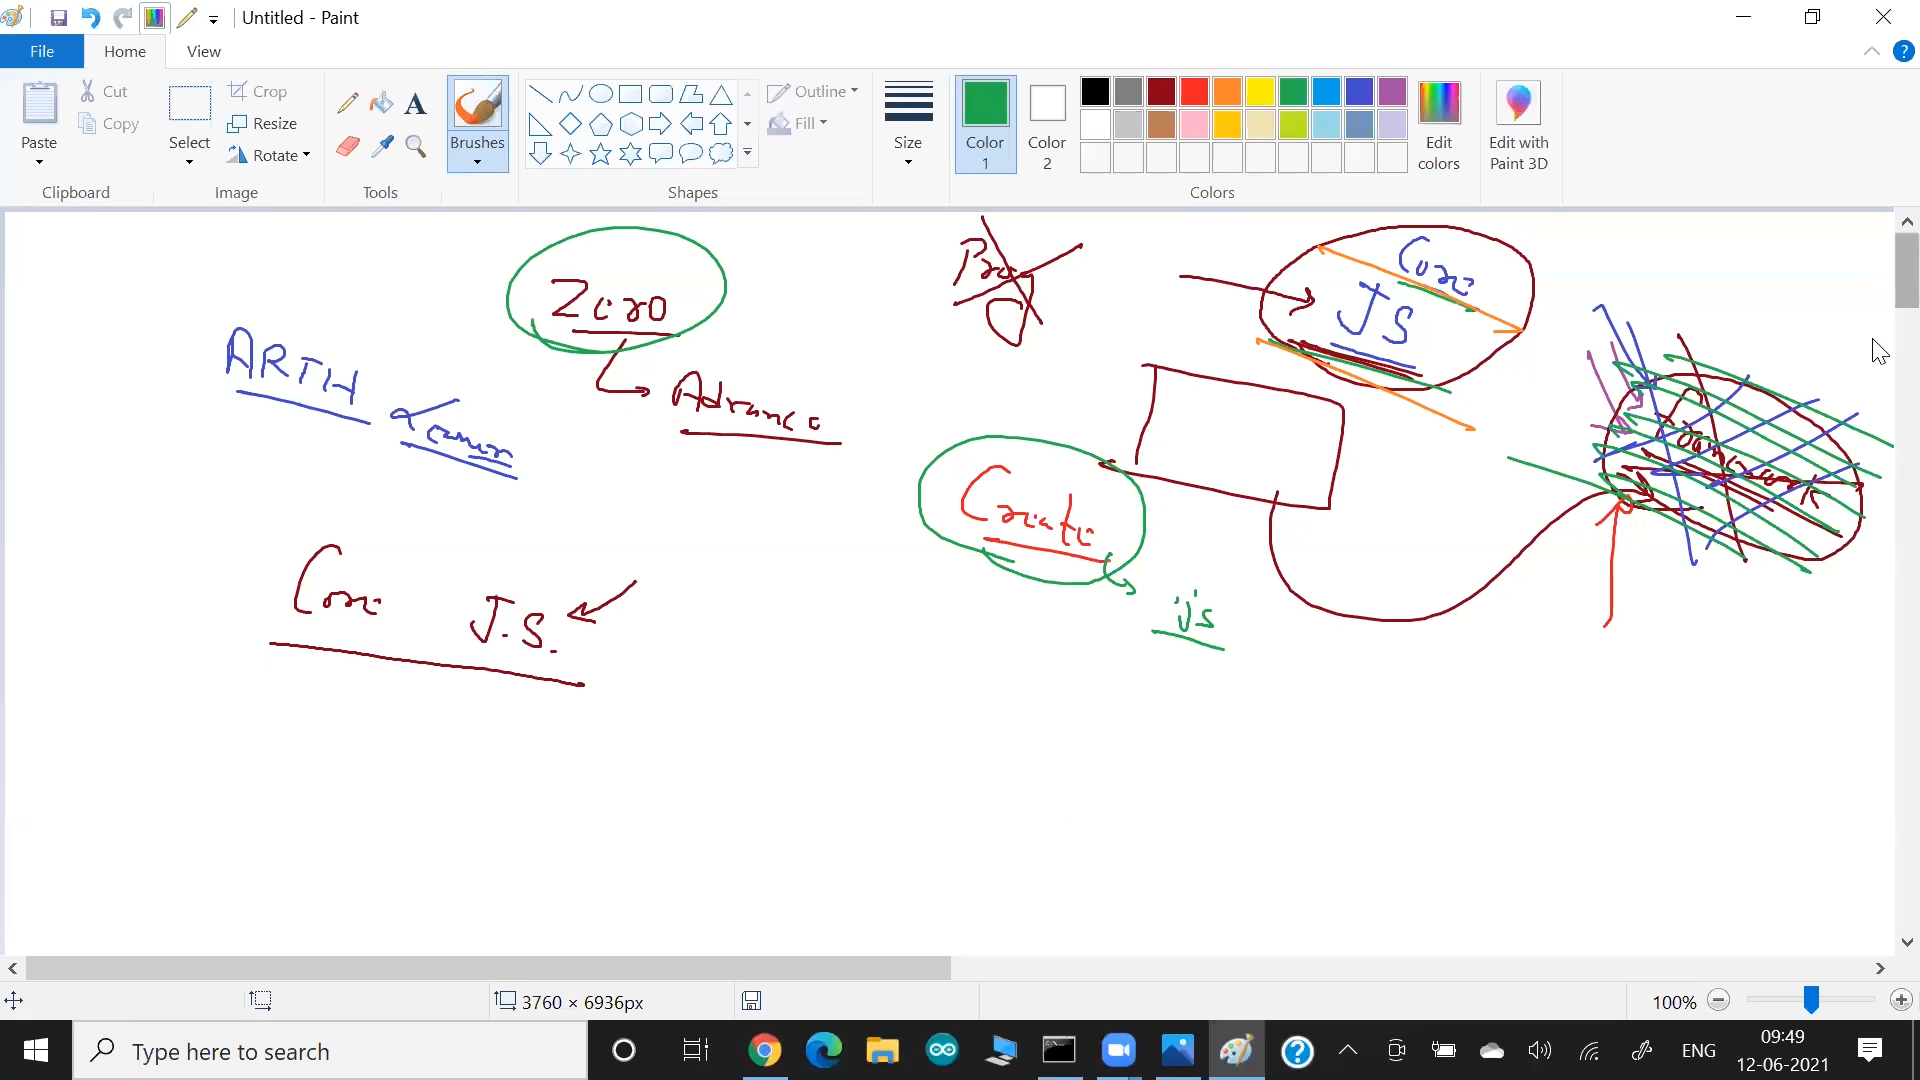 Untitled - Paint
File
Home
View
Paste
Cut
Copy
Clipboard
Select
Crop
Resize
Rotate
Image
A
Tools
Brushes
Outline
Fill
Shapes
Size
Color 1
Color 2
Colors
Edit colors
Edit with Paint 3D
Zero
Core
JS
ARTH
Advance
Create
Core J.S.
JS
3760 × 6936px
100%
Type here to search
ENG
09:49
12-06-2021